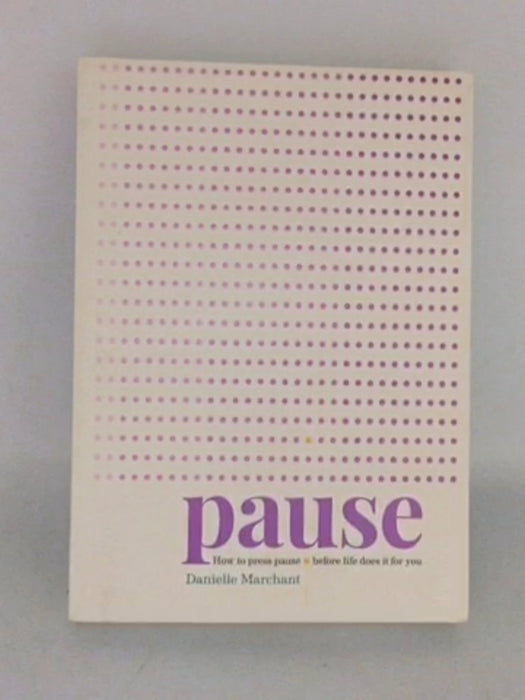 pause
How to press pause • before life does it for you
Danielle Marchant